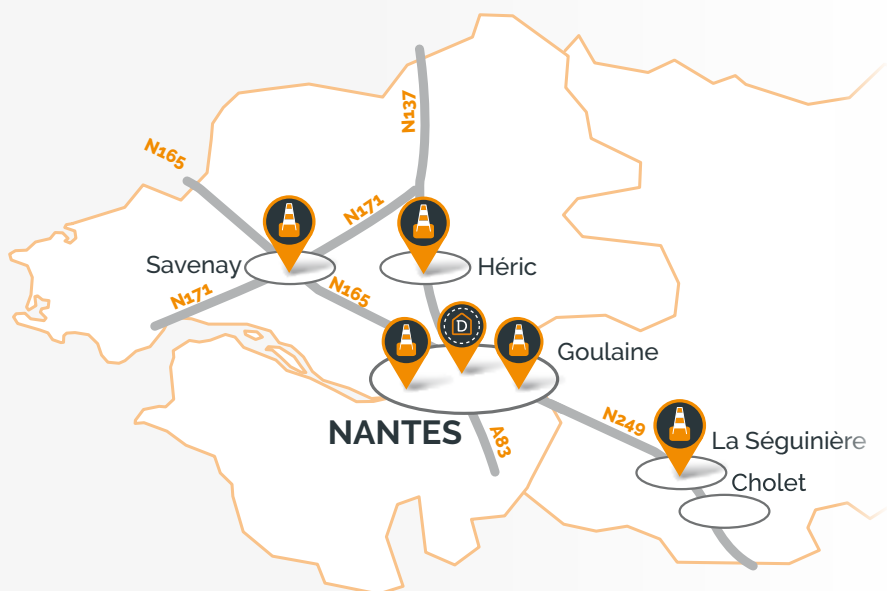 N137
N165
N171
Savenay
Héric
N171
N165
D
Goulaine
NANTES
A83
N249
La Séguinière
Cholet